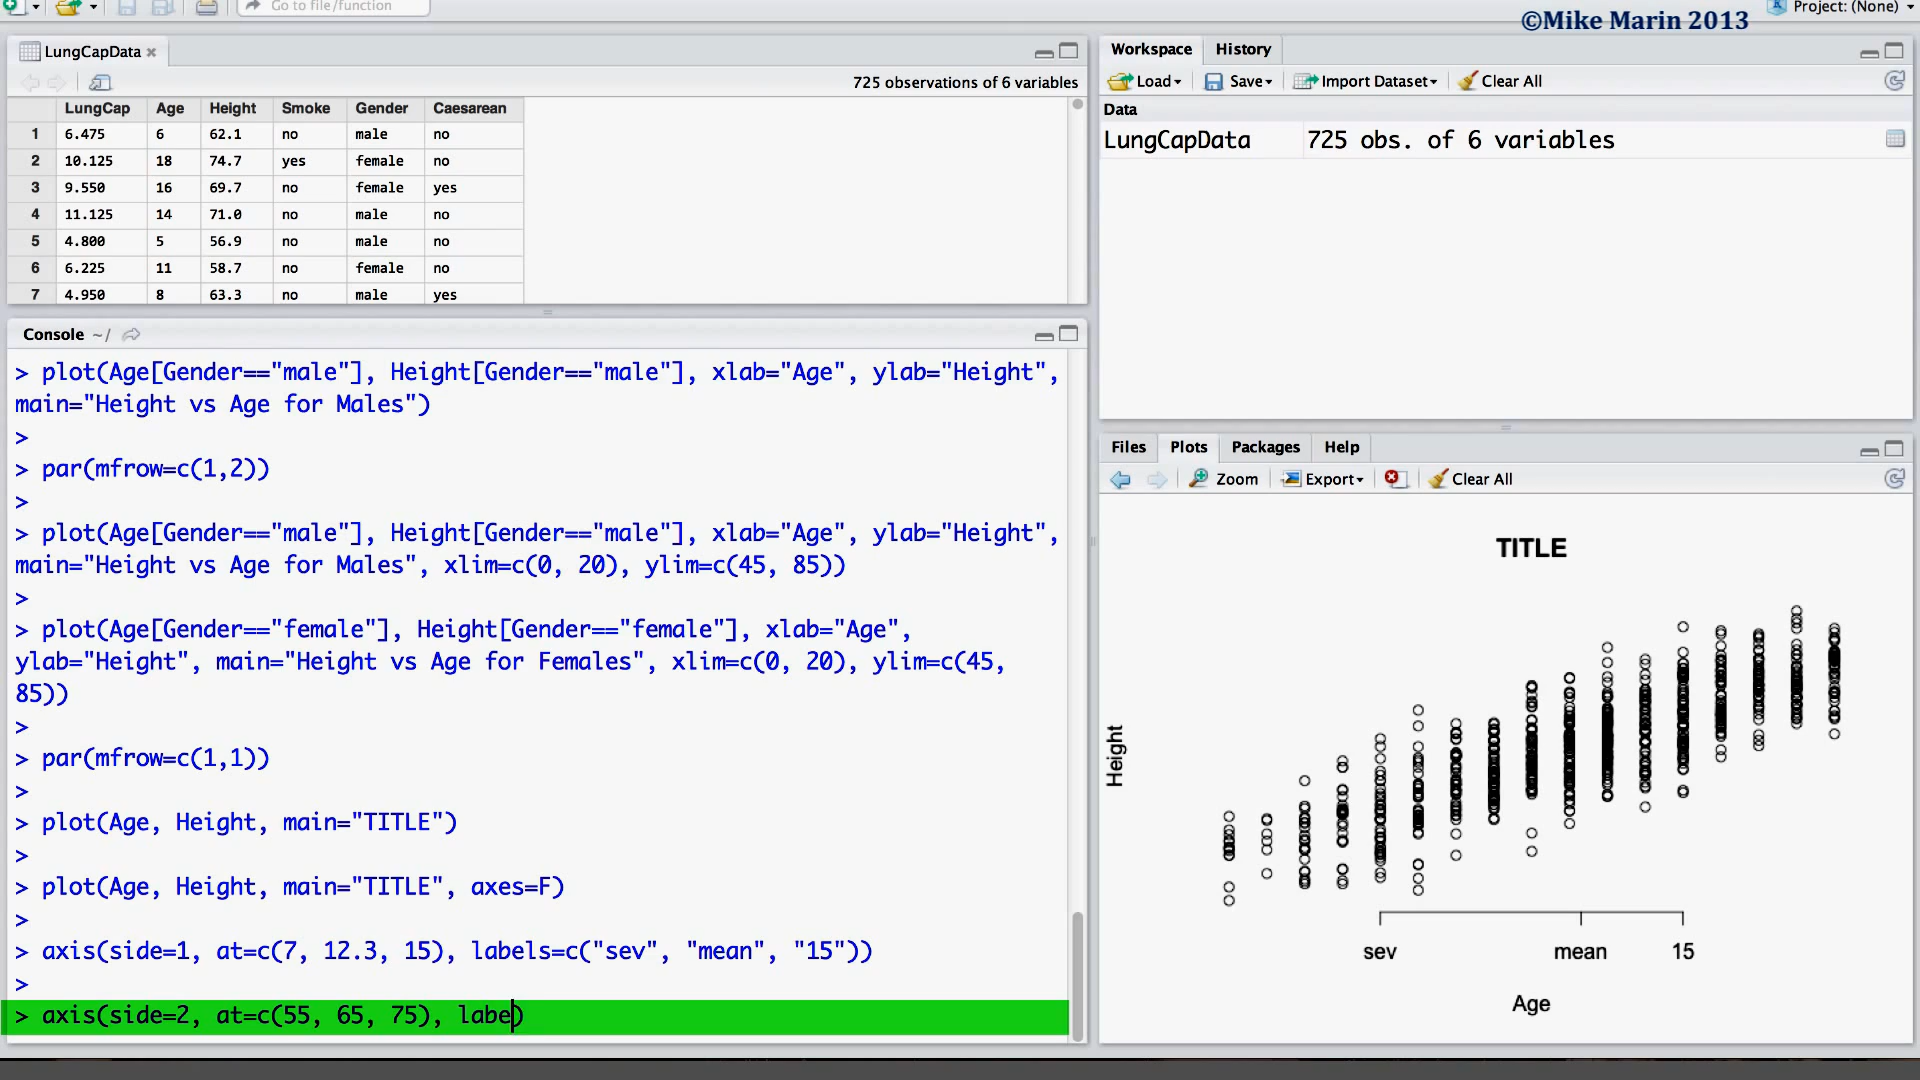 Go to file/function
Project: (None)
©Mike Marin 2013
LungCapData
725 observations of 6 variables
LungCap Age Height Smoke Gender Caesarean
1 6.475 6 62.1 no male no
2 10.125 18 74.7 yes female no
3 9.550 16 69.7 no female yes
4 11.125 14 71.0 no male no
5 4.800 5 56.9 no male no
6 6.225 11 58.7 no female no
7 4.950 8 63.3 no male yes
Console ~/
> plot(Age[Gender=="male"], Height[Gender=="male"], xlab="Age", ylab="Height",
main="Height vs Age for Males")
>
> par(mfrow=c(1,2))
>
> plot(Age[Gender=="male"], Height[Gender=="male"], xlab="Age", ylab="Height",
main="Height vs Age for Males", xlim=c(0, 20), ylim=c(45, 85))
>
> plot(Age[Gender=="female"], Height[Gender=="female"], xlab="Age",
ylab="Height", main="Height vs Age for Females", xlim=c(0, 20), ylim=c(45,
85))
>
> par(mfrow=c(1,1))
>
> plot(Age, Height, main="TITLE")
>
> plot(Age, Height, main="TITLE", axes=F)
>
> axis(side=1, at=c(7, 12.3, 15), labels=c("sev", "mean", "15"))
>
> axis(side=2, at=c(55, 65, 75), labe)
Workspace History
Load Save Import Dataset Clear All
Data
LungCapData 725 obs. of 6 variables
Files Plots Packages Help
Zoom Export Clear All
TITLE
Height
sev mean 15
Age